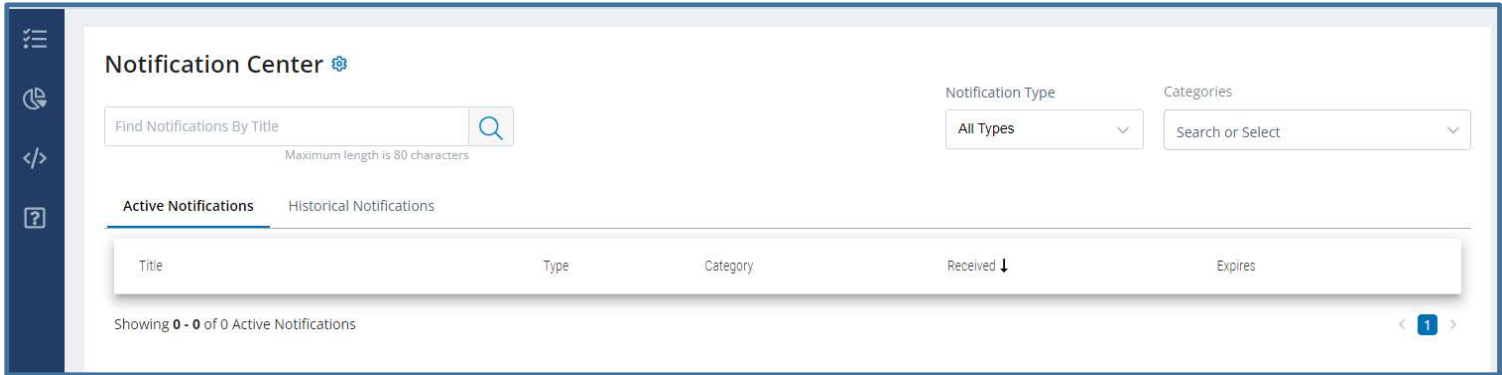 Notification Center
Notification Type
Categories
Find Notifications By Title
All Types
Search or Select
Maximum length is 80 characters
Active Notifications
Historical Notifications
Title
Type
Category
Received ↓
Expires
Showing 0 - 0 of 0 Active Notifications
< 1 >